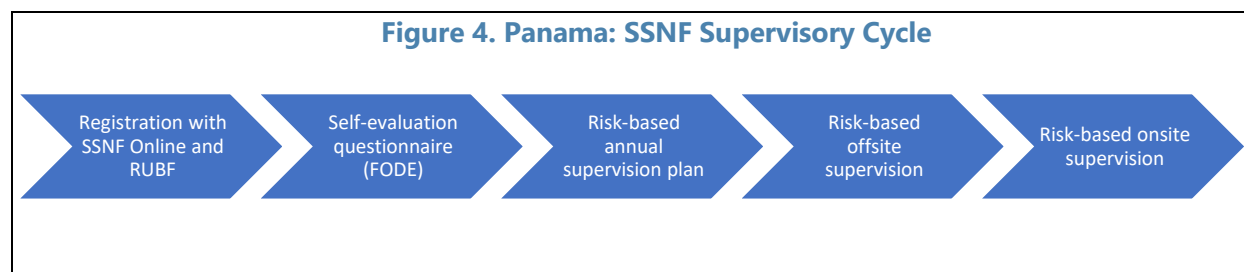 Figure 4. Panama: SSNF Supervisory Cycle
Registration with
SSNF Online and
RUBF
Self-evaluation
questionnaire
(FODE)
Risk-based
annual
supervision plan
Risk-based
offsite
supervision
Risk-based onsite
supervision